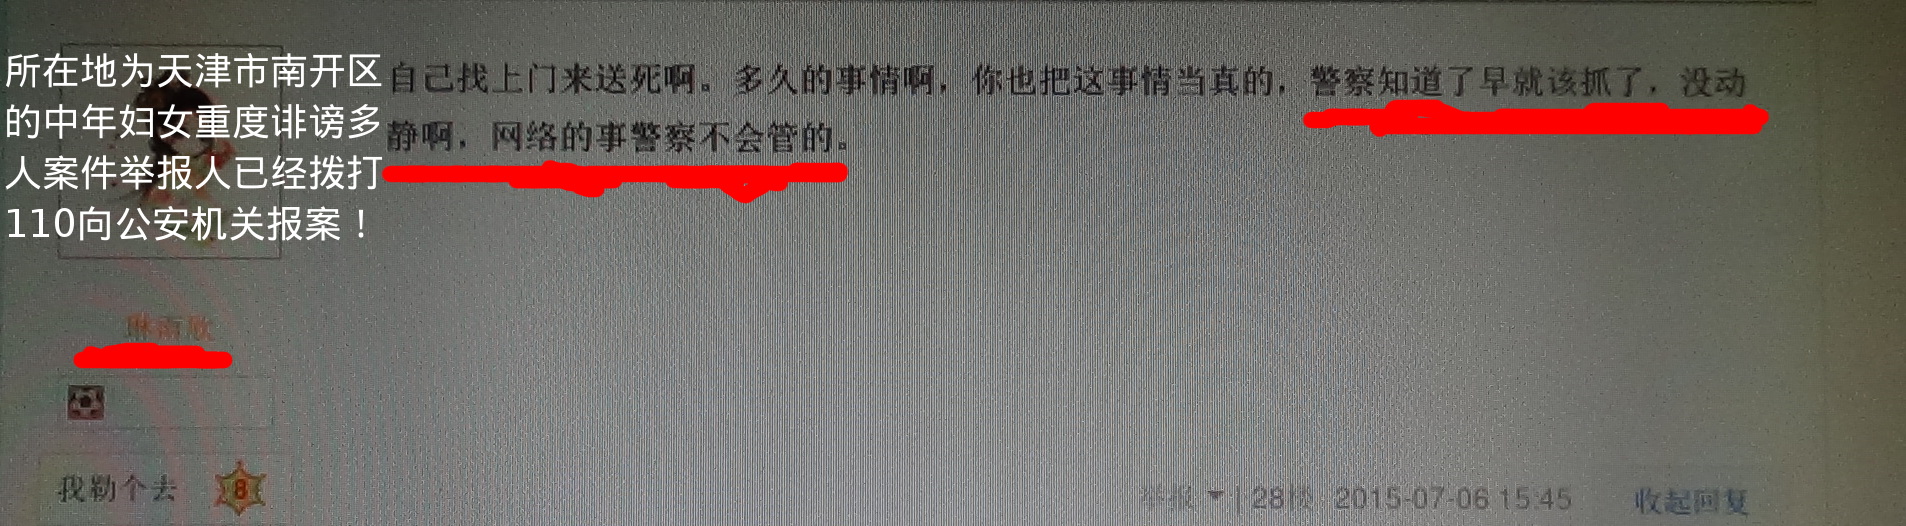 所在地为天津市南开区
的中年妇女重度诽谤多
人案件举报人已经拨打
110向公安机关报案！
自己找上门来送死啊。多久的事情啊，你也把这事情当真的，警察知道了早就该抓了，没动
静啊，网络的事警察不会管的。
琳雨欣
我勒个去 8
举报 | 28楼 2015-07-06 15:45 收起回复